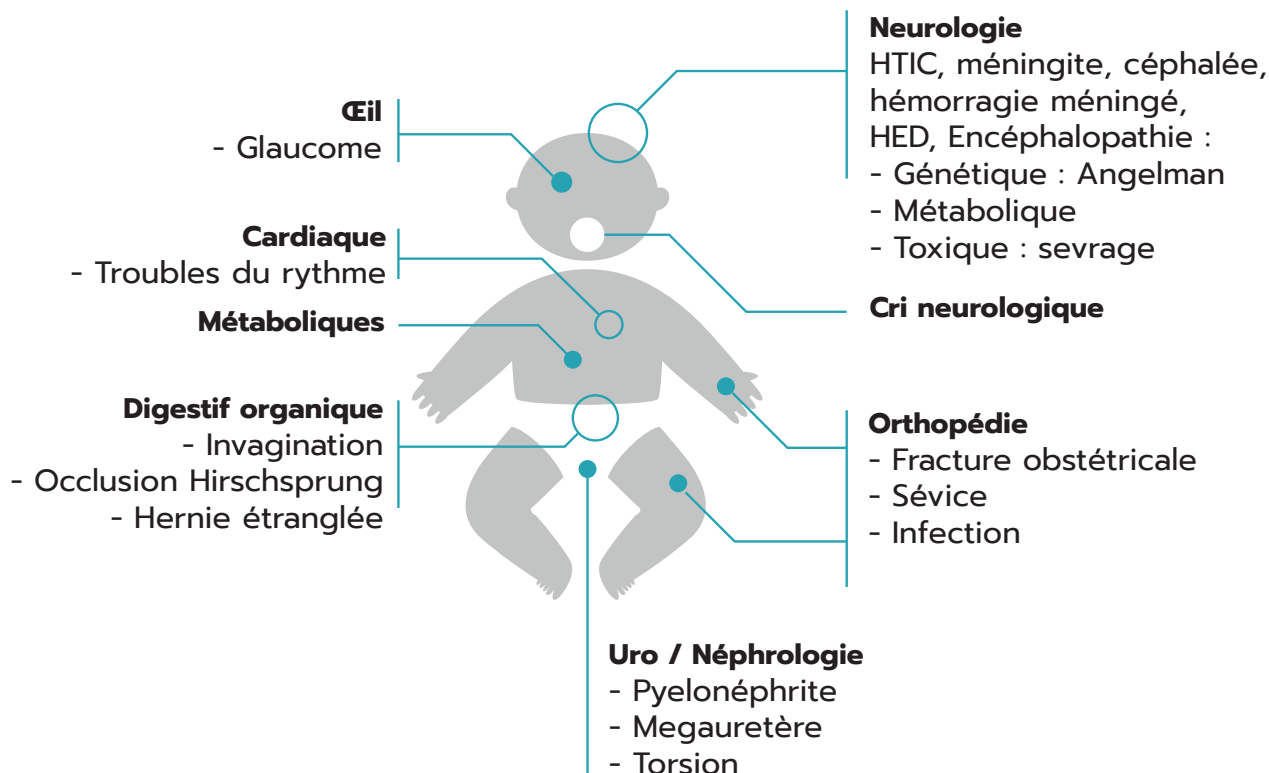 Neurologie
HTIC, méningite, céphalée,
hémorragie méningé,
HED, Encéphalopathie :
- Génétique : Angelman
- Métabolique
- Toxique : sevrage
Œil
- Glaucome
Cardiaque
- Troubles du rythme
Métaboliques
Cri neurologique
Digestif organique
- Invagination
- Occlusion Hirschsprung
- Hernie étranglée
Orthopédie
- Fracture obstétricale
- Sévice
- Infection
Uro / Néphrologie
- Pyelonéphrite
- Megauretère
- Torsion